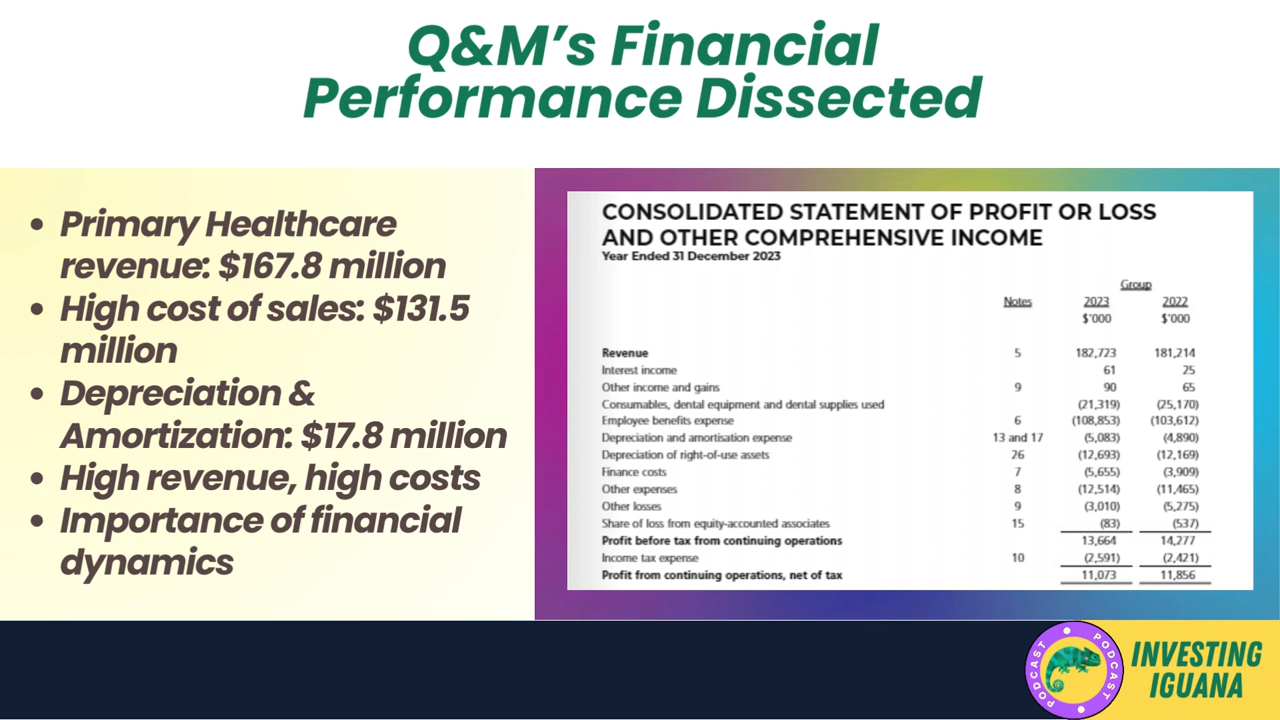 Q&M's Financial
Performance Dissected
• Primary Healthcare
revenue: $167.8 million
• High cost of sales: $131.5
million
• Depreciation &
Amortization: $17.8 million
• High revenue, high costs
• Importance of financial
dynamics
CONSOLIDATED STATEMENT OF PROFIT OR LOSS
AND OTHER COMPREHENSIVE INCOME
Year Ended 31 December 2023
Group
Notes 2023 2022
$'000 $'000
Revenue 5 182,723 181,214
Interest income 61 25
Other income and gains 9 90 65
Consumables, dental equipment and dental supplies used (21,319) (25,170)
Employee benefits expense 6 (108,853) (103,612)
Depreciation and amortisation expense 13 and 17 (5,083) (4,890)
Depreciation of right-of-use assets 26 (12,693) (12,169)
Finance costs 7 (5,655) (3,909)
Other expenses 8 (12,514) (11,465)
Other losses 9 (3,010) (5,275)
Share of loss from equity-accounted associates 15 (83) (537)
Profit before tax from continuing operations 13,664 14,277
Income tax expense 10 (2,591) (2,421)
Profit from continuing operations, net of tax 11,073 11,856
PODCAST PODCAST
INVESTING
IGUANA